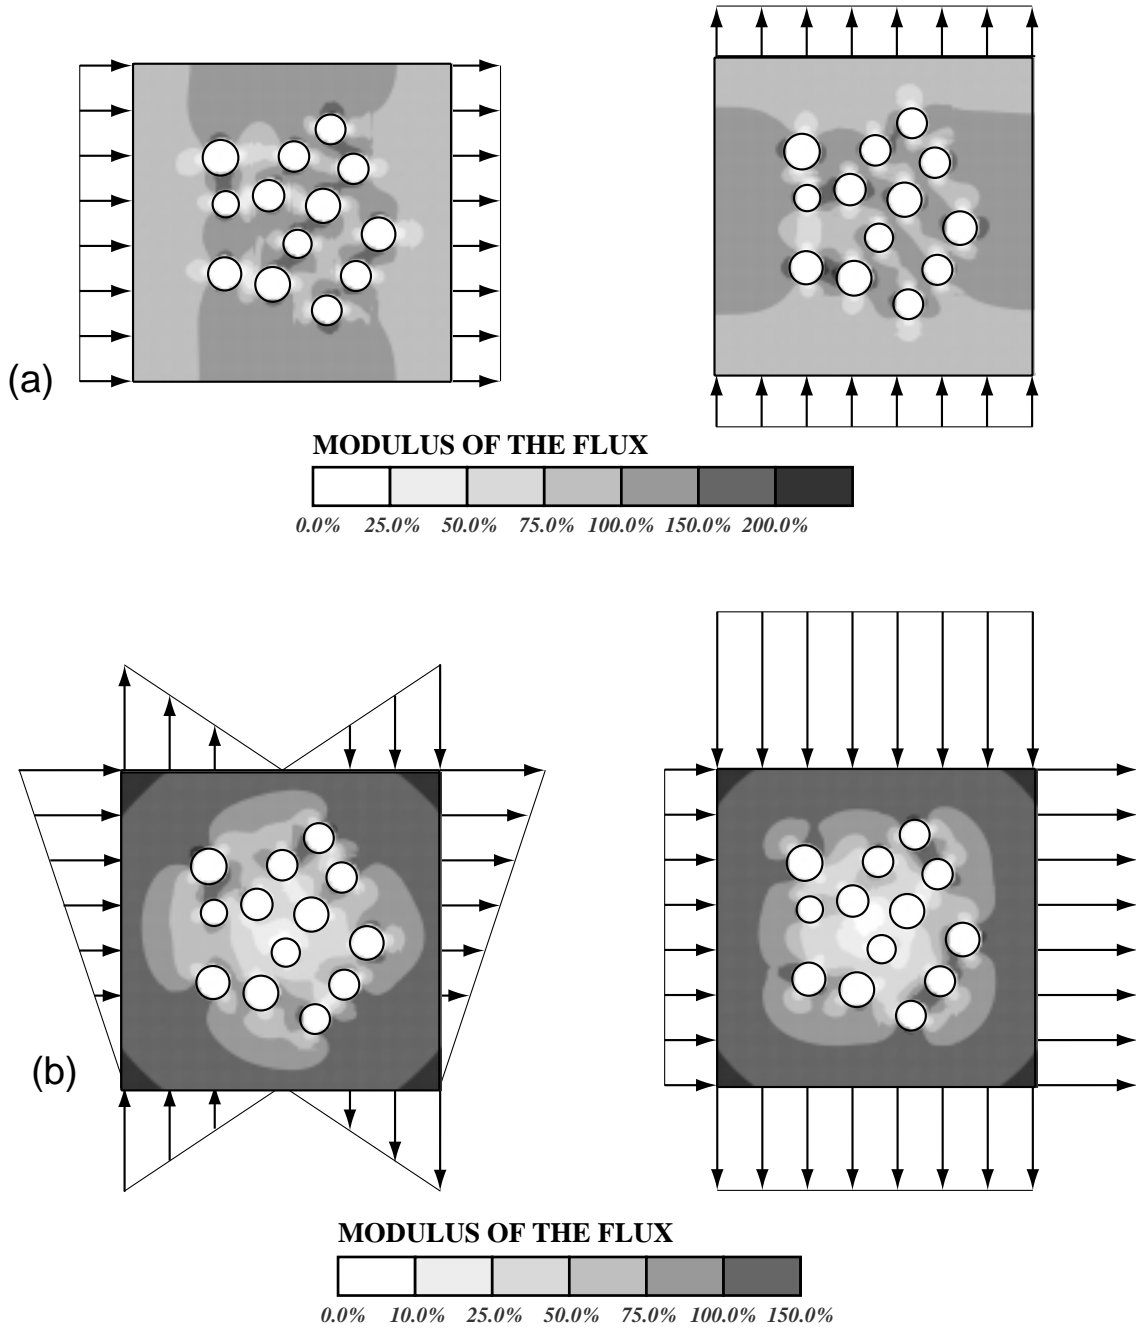 (a)
MODULUS OF THE FLUX
0.0% 25.0% 50.0% 75.0% 100.0% 150.0% 200.0%
(b)
MODULUS OF THE FLUX
0.0% 10.0% 25.0% 50.0% 75.0% 100.0% 150.0%